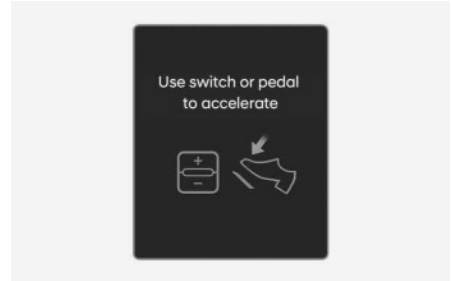 Use switch or pedal
to accelerate
+
−